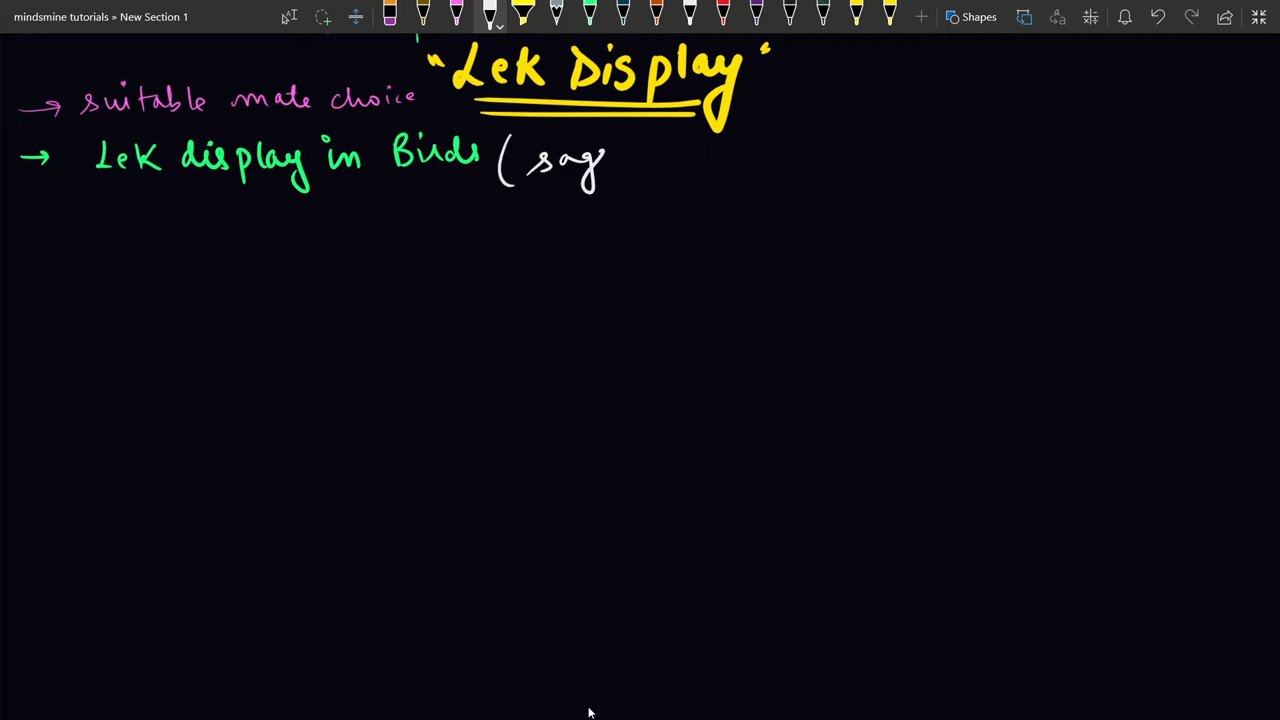 mindsmine tutorials » New Section 1
Shapes
"Lek Display"
→ suitable mate choice
→ Lek display in Birds ( sag